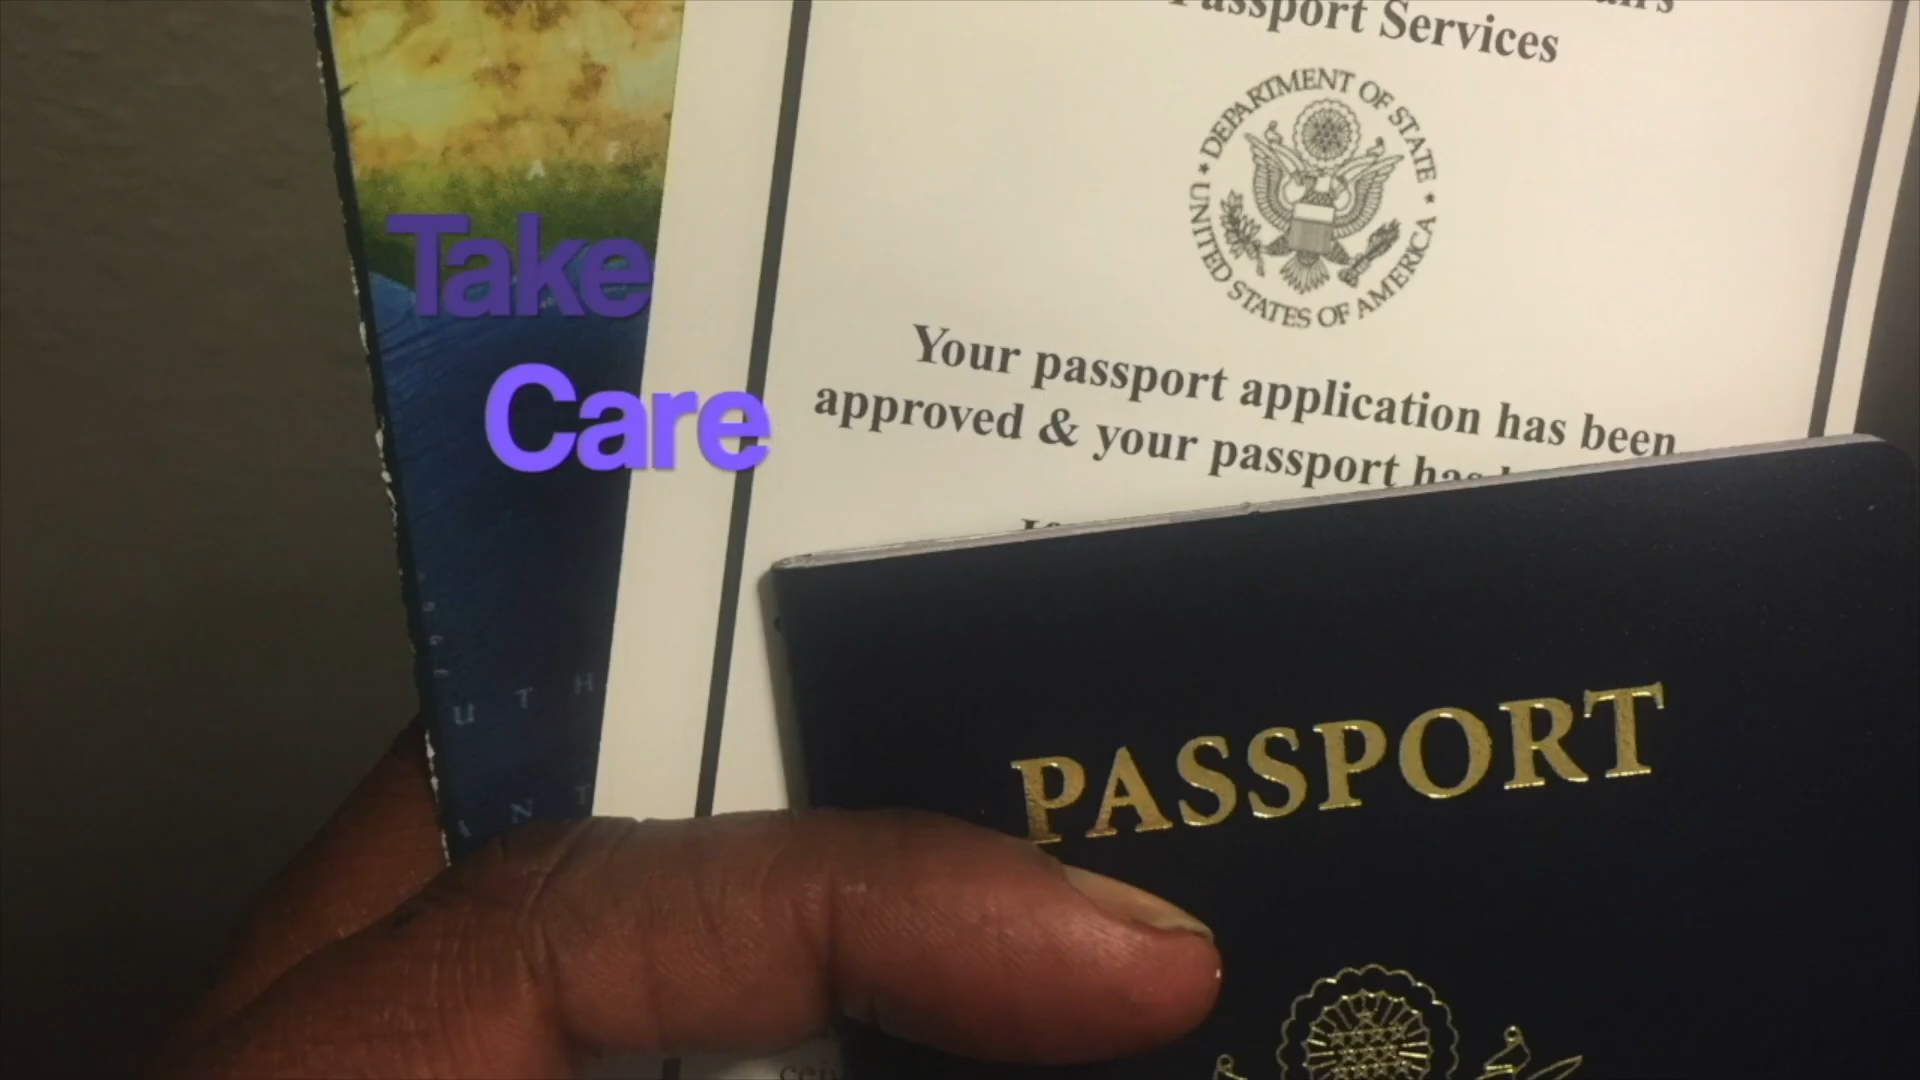 Passport Services
DEPARTMENT OF STATE
UNITED STATES OF AMERICA
Take
Care
Your passport application has been
approved & your passport has
PASSPORT
A F
U T H
A N T